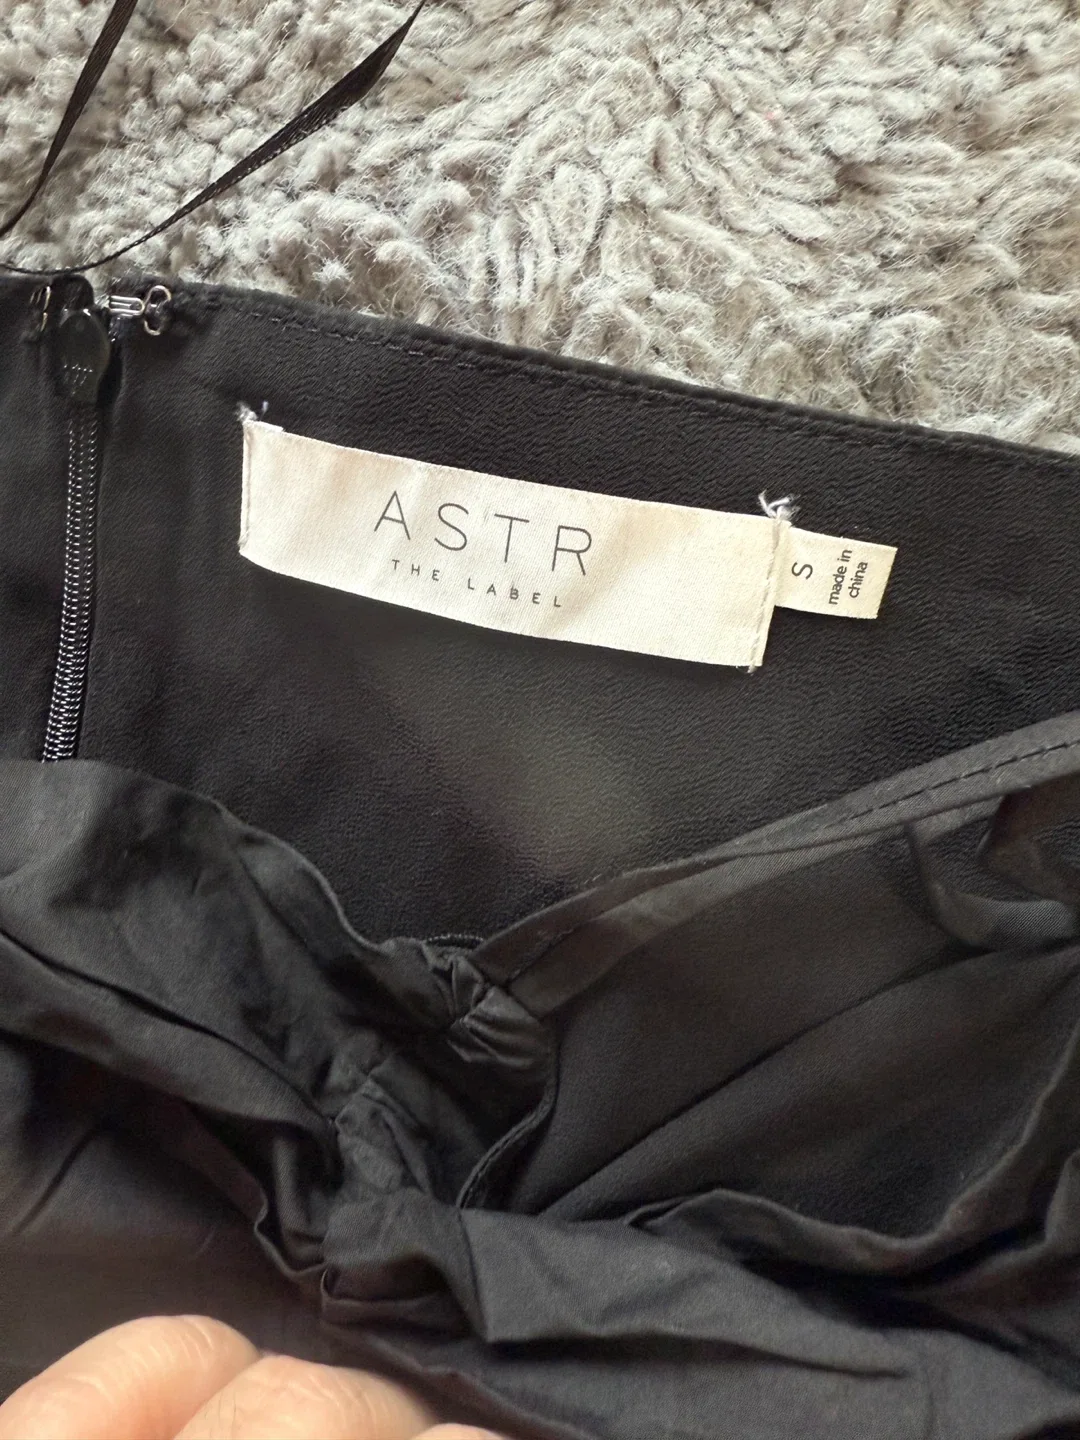 ASTR
THE LABEL
S
made in
china